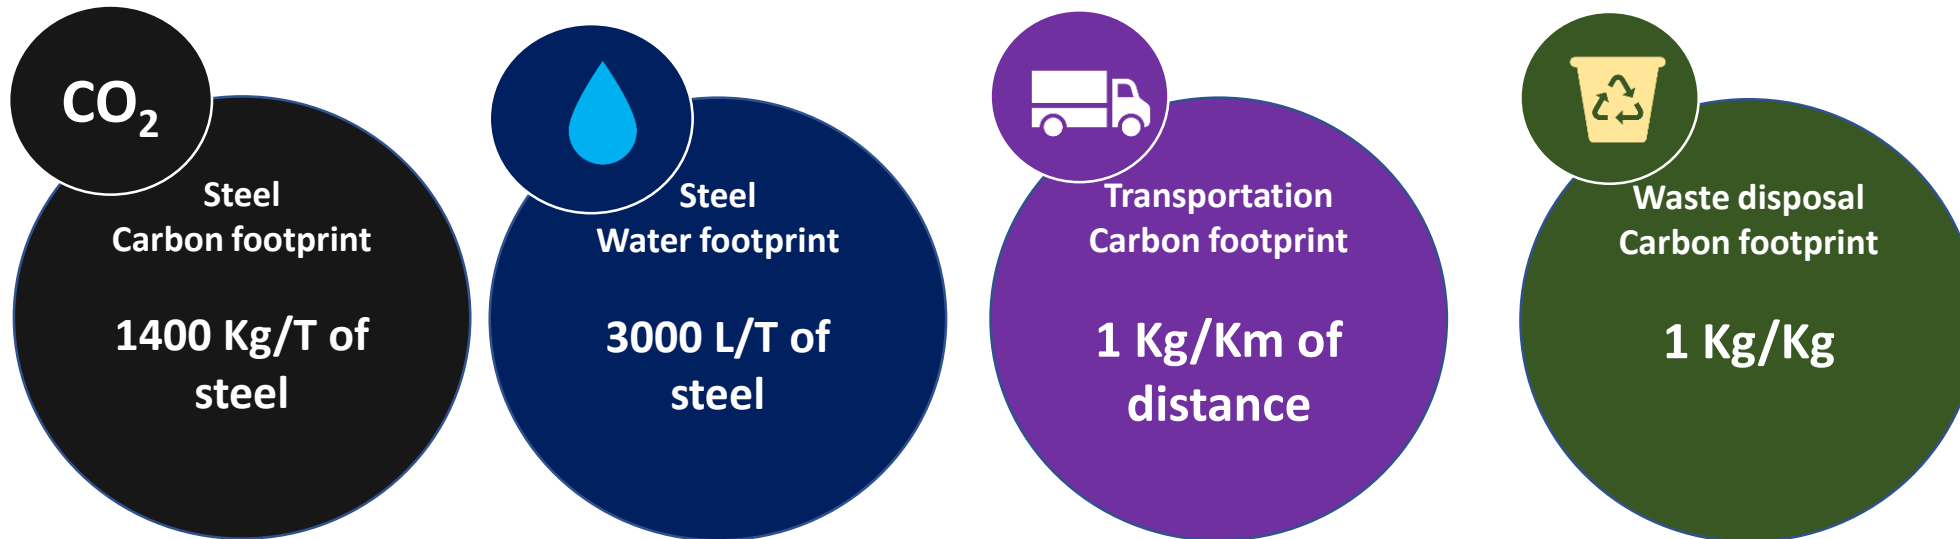 CO₂
Steel
Carbon footprint
1400 Kg/T of
steel
Steel
Water footprint
3000 L/T of
steel
Transportation
Carbon footprint
1 Kg/Km of
distance
Waste disposal
Carbon footprint
1 Kg/Kg